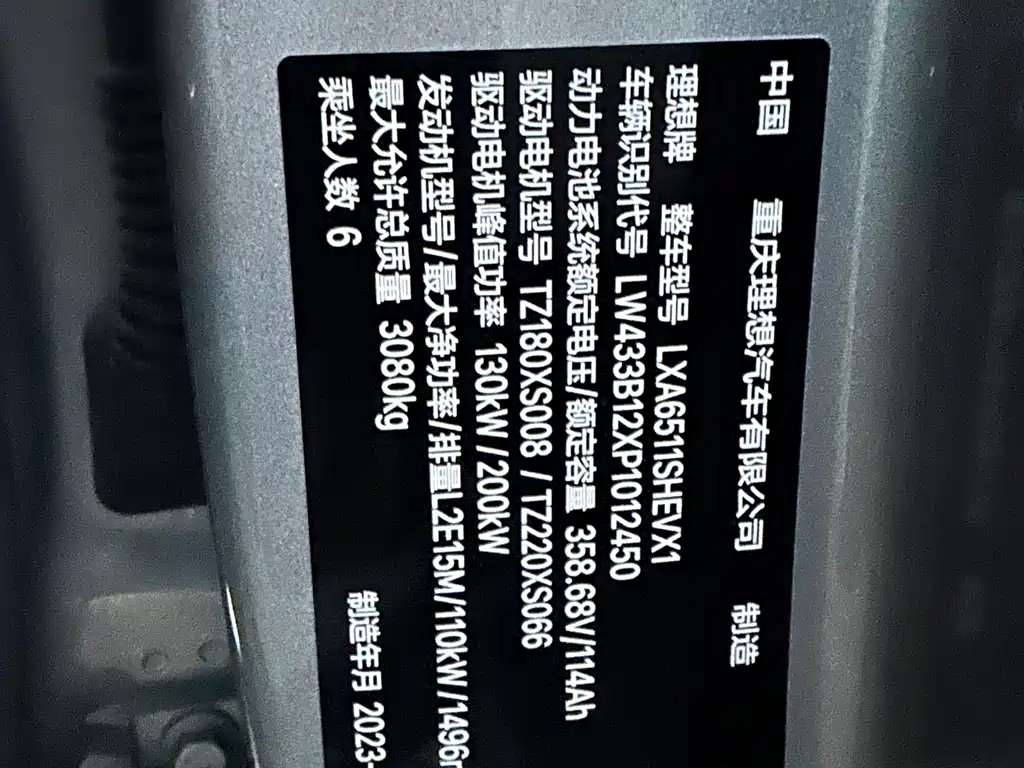 中国 重庆理想汽车有限公司 制造
理想牌 整车型号 LXA6511SHEVX1
车辆识别代号 LW433B12XP1012450
动力电池系统额定电压/额定容量 358.68V/114Ah
驱动电机型号 TZ180XS008 / TZ220XS066
驱动电机峰值功率 130kW/200kW
发动机型号/最大净功率/排量L2E15M/110kW/1496
最大允许总质量 3080kg
乘坐人数 6 制造年月 2023-